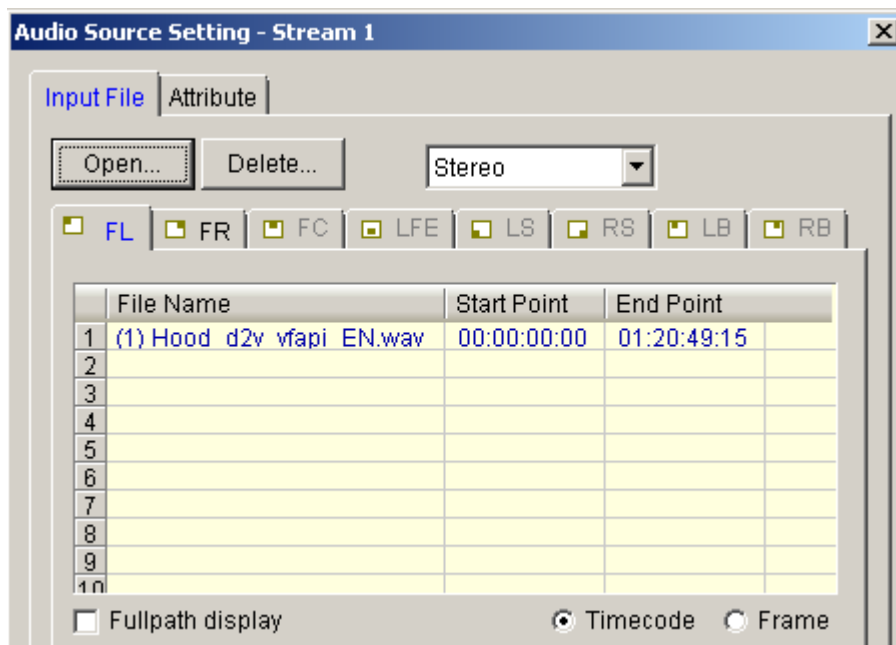 Audio Source Setting - Stream 1
Input File Attribute
Open... Delete... Stereo
FL FR FC LFE LS RS LB RB
File Name Start Point End Point
1 (1) Hood_d2v_vfapi_EN.wav 00:00:00:00 01:20:49:15
2
3
4
5
6
7
8
9
10
Fullpath display Timecode Frame